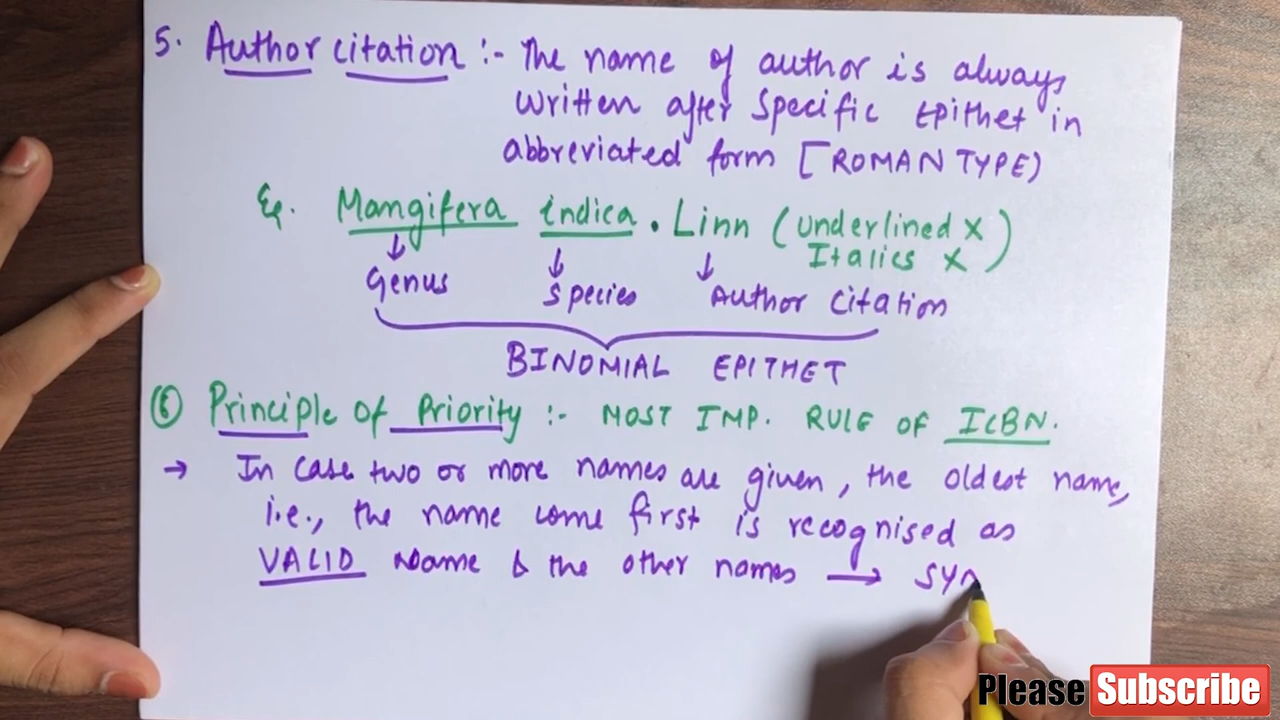 5. Author citation :- The name of author is always
written after specific Epithet in
abbreviated form [ROMAN TYPE)
Eg. Mangifera indica . Linn (underlined X
Italics X )
Genus Species Author citation
BINOMIAL EPITHET
⑥ Principle of Priority :- MOST IMP. RULE OF ICBN.
→ In case two or more names are given, the oldest name,
i.e., the name come first is recognised as
VALID Name & the other names → SYN
Please Subscribe